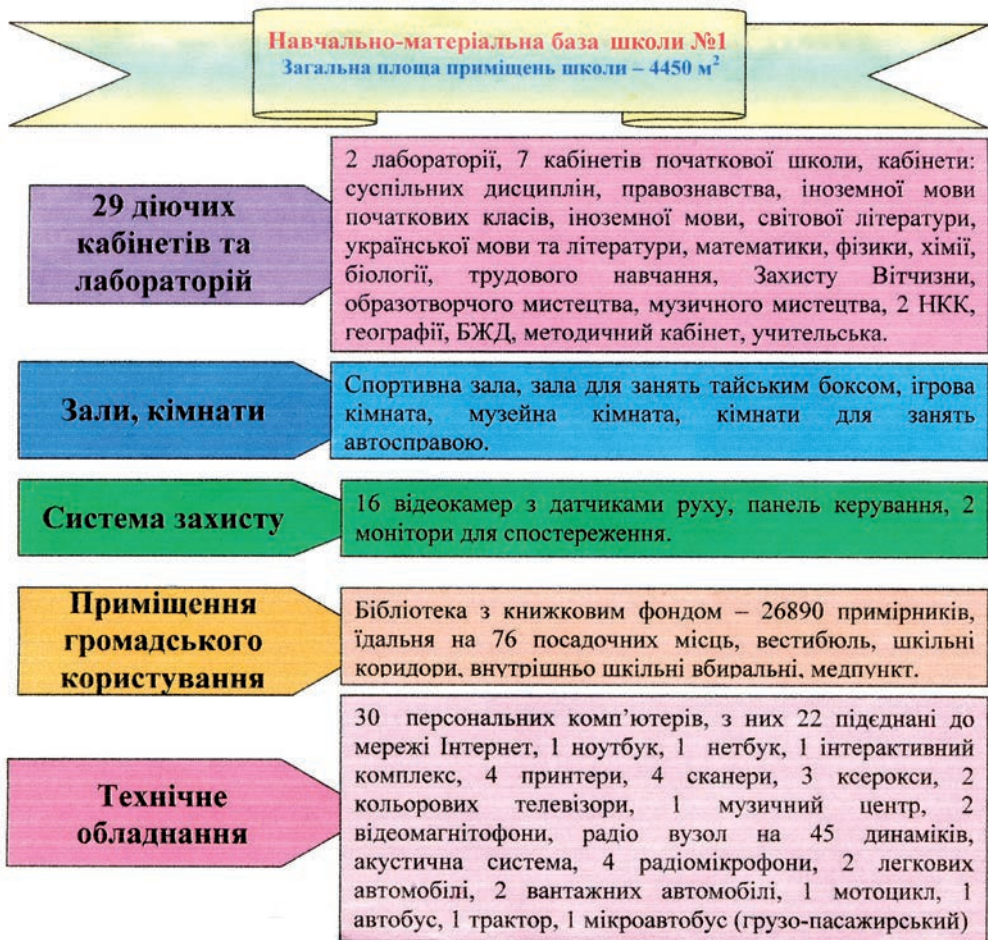 Навчально-матеріальна база школи №1
Загальна площа приміщень школи – 4450 м²
29 діючих
кабінетів та
лабораторій
2 лабораторії, 7 кабінетів початкової школи, кабінети:
суспільних дисциплін, правознавства, іноземної мови
початкових класів, іноземної мови, світової літератури,
української мови та літератури, математики, фізики, хімії,
біології, трудового навчання, Захисту Вітчизни,
образотворчого мистецтва, музичного мистецтва, 2 НКК,
географії, БЖД, методичний кабінет, учительська.
Зали, кімнати
Спортивна зала, зала для занять тайським боксом, ігрова
кімната, музейна кімната, кімнати для занять
автосправою.
Система захисту
16 відеокамер з датчиками руху, панель керування, 2
монітори для спостереження.
Приміщення
громадського
користування
Бібліотека з книжковим фондом – 26890 примірників,
їдальня на 76 посадочних місць, вестибюль, шкільні
коридори, внутрішньо шкільні вбиральні, медпункт.
Технічне
обладнання
30 персональних комп’ютерів, з них 22 підєднані до
мережі Інтернет, 1 ноутбук, 1 нетбук, 1 інтерактивний
комплекс, 4 принтери, 4 сканери, 3 ксерокси, 2
кольорових телевізори, 1 музичний центр, 2
відеомагнітофони, радіо вузол на 45 динаміків,
акустична система, 4 радіомікрофони, 2 легкових
автомобілі, 2 вантажних автомобілі, 1 мотоцикл, 1
автобус, 1 трактор, 1 мікроавтобус (грузо-пасажирський)